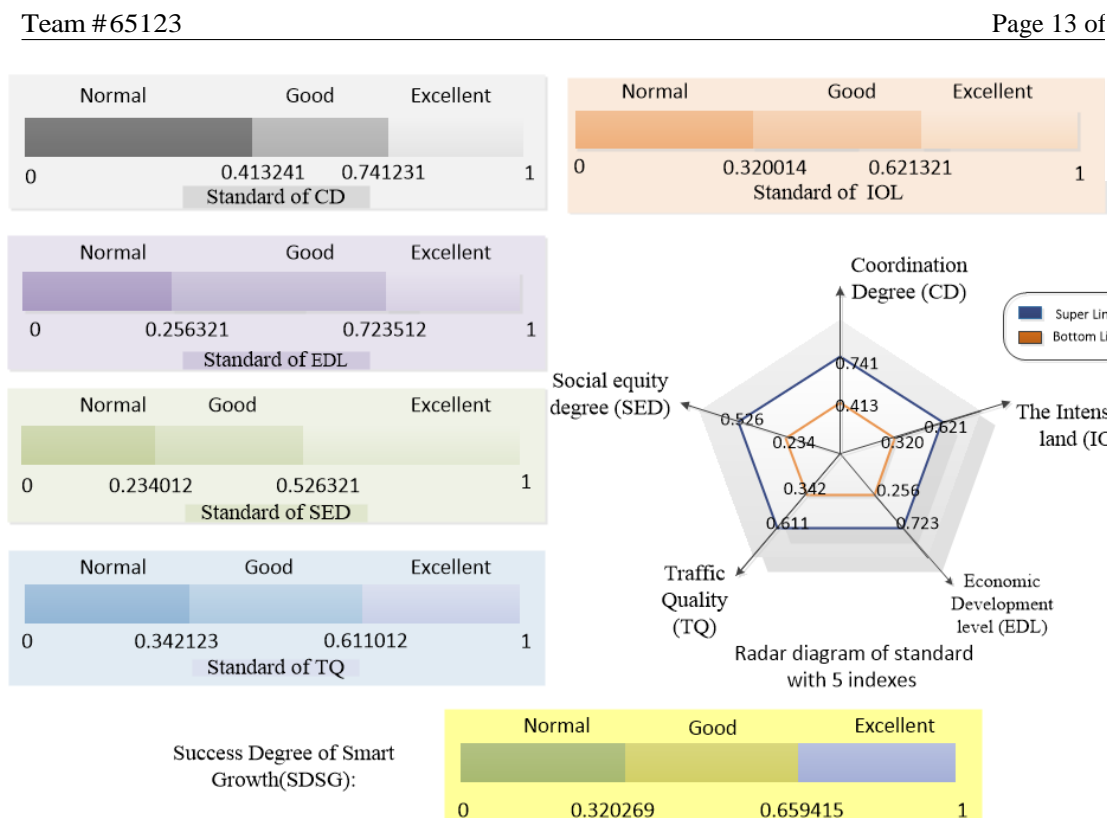 Team #65123 Page 13 of
Normal Good Excellent
0 0.413241 0.741231 1
Standard of CD
Normal Good Excellent
0 0.320014 0.621321 1
Standard of IOL
Normal Good Excellent
0 0.256321 0.723512 1
Standard of EDL
Normal Good Excellent
0 0.234012 0.526321 1
Standard of SED
Normal Good Excellent
0 0.342123 0.611012 1
Standard of TQ
Coordination
Degree (CD)
Super Lin
Bottom Li
Social equity
degree (SED)
The Intens
land (IO
0.741
0.413
0.526
0.621
0.234
0.320
0.342
0.256
0.611
0.723
Traffic
Quality
(TQ)
Economic
Development
level (EDL)
Radar diagram of standard
with 5 indexes
Success Degree of Smart
Growth(SDSG):
Normal Good Excellent
0 0.320269 0.659415 1